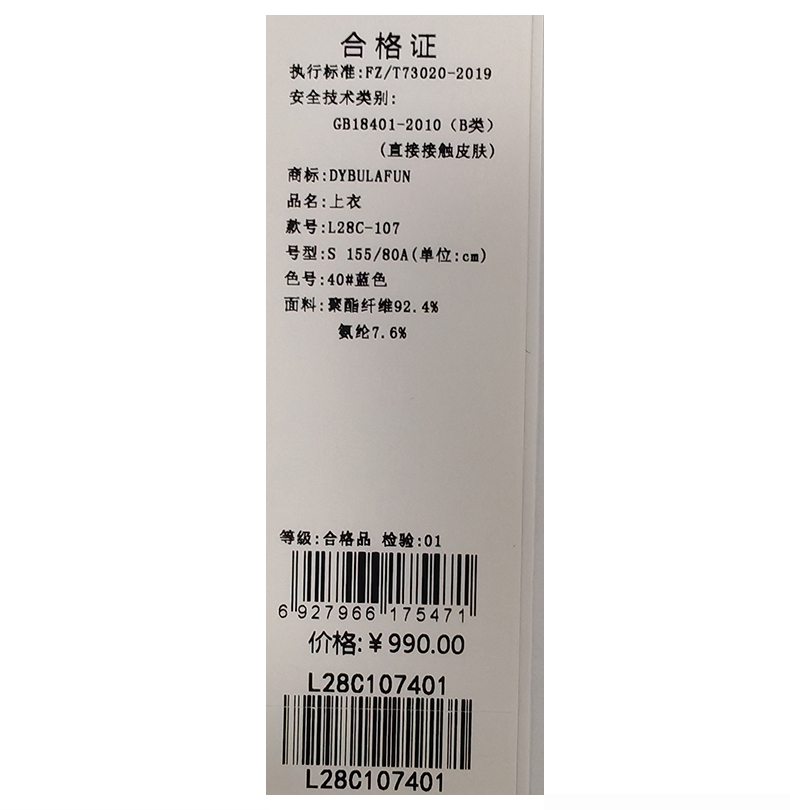 合格证
执行标准:FZ/T73020-2019
安全技术类别:
GB18401-2010（B类）
(直接接触皮肤)
商标:DYBULAFUN
品名:上衣
款号:L28C-107
号型:S 155/80A(单位:cm)
色号:40#蓝色
面料:聚酯纤维92.4%
氨纶7.6%
等级:合格品 检验:01
6 927966 175471
价格:￥990.00
L28C107401
L28C107401